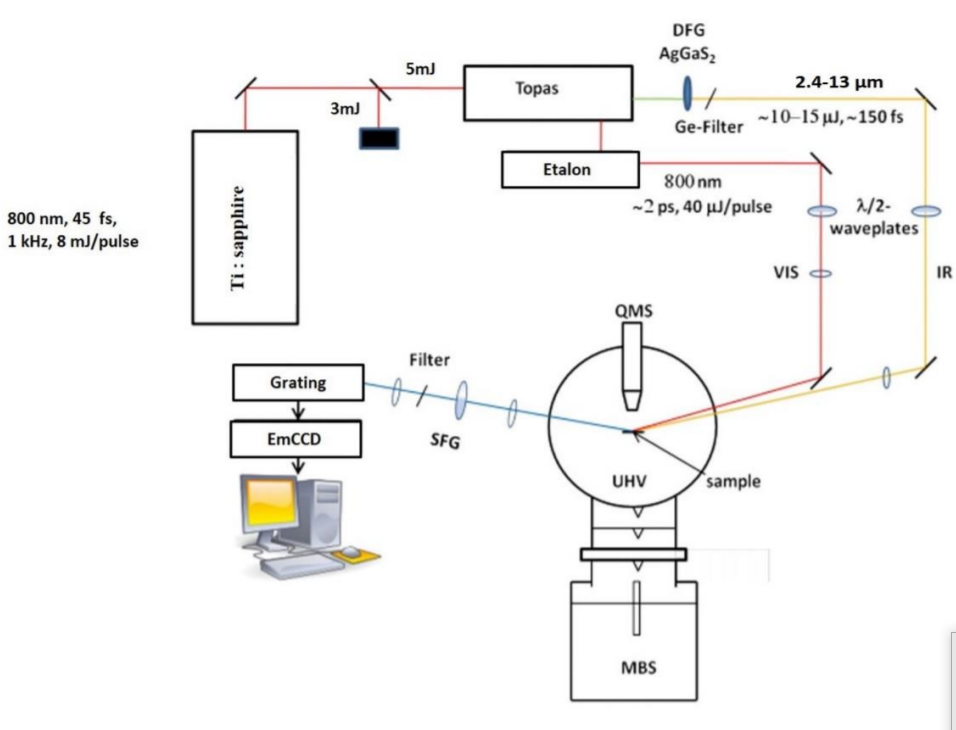 DFG
AgGaS₂
5mJ
2.4-13 μm
Topas
3mJ
Ge-Filter
~10–15 μJ, ~150 fs
Etalon
800 nm
~2 ps, 40 μJ/pulse
λ/2-
waveplates
800 nm, 45 fs,
1 kHz, 8 mJ/pulse
Ti : sapphire
VIS
IR
QMS
Filter
Grating
EmCCD
SFG
UHV
sample
MBS